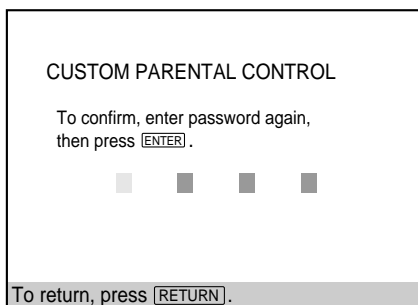 CUSTOM PARENTAL CONTROL
To confirm, enter password again,
then press ENTER.
To return, press RETURN.